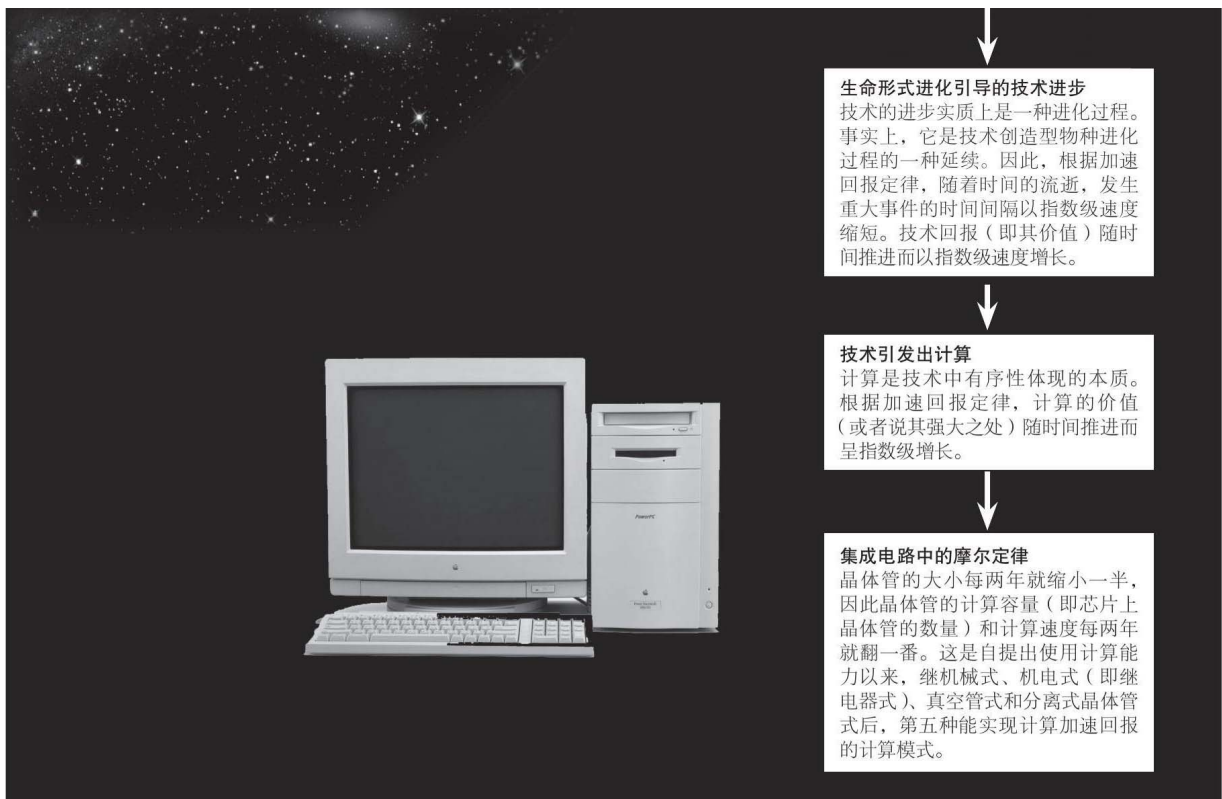 生命形式进化引导的技术进步
技术的进步实质上是一种进化过程。
事实上，它是技术创造型物种进化
过程的一种延续。因此，根据加速
回报定律，随着时间的流逝，发生
重大事件的时间间隔以指数级速度
缩短。技术回报（即其价值）随时
间推进而以指数级速度增长。
技术引发出计算
计算是技术中有序性体现的本质。
根据加速回报定律，计算的价值
（或者说其强大之处）随时间推进而
呈指数级增长。
PowerPC
集成电路中的摩尔定律
晶体管的大小每两年就缩小一半，
因此晶体管的计算容量（即芯片上
晶体管的数量）和计算速度每两年
就翻一番。这是自提出使用计算能
力以来，继机械式、机电式（即继
电器式）、真空管式和分离式晶体管
式后，第五种能实现计算加速回报
的计算模式。